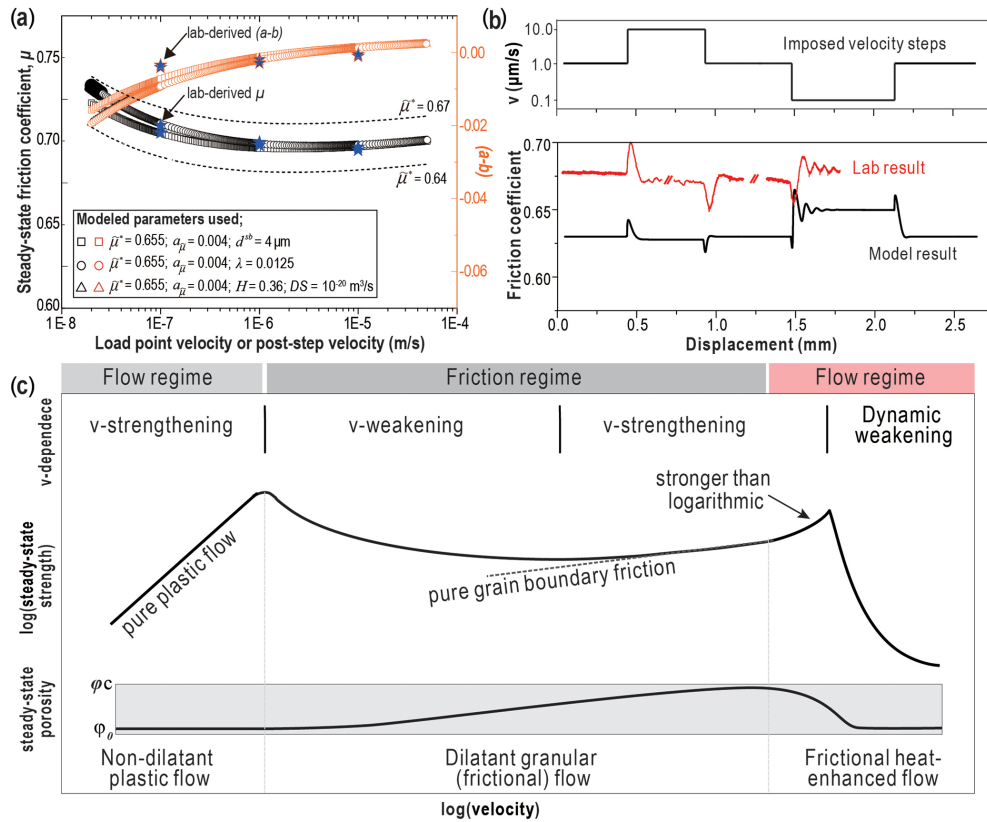 (a)
lab-derived (a-b)
lab-derived μ
μ̃* = 0.67
μ̃* = 0.64
0.75
0.70
0.65
0.60
Steady-state friction coefficient, μ
0.00
-0.02
-0.04
-0.06
(a-b)
Modeled parameters used;
μ̃* = 0.655; aμ̃ = 0.004; dˢᵇ = 4 μm
μ̃* = 0.655; aμ̃ = 0.004; λ = 0.0125
μ̃* = 0.655; aμ̃ = 0.004; H = 0.36; DS = 10⁻²⁰ m³/s
1E-8 1E-7 1E-6 1E-5 1E-4
Load point velocity or post-step velocity (m/s)
(b)
v (μm/s)
10.0
1.0
0.1
Imposed velocity steps
Friction coefficient
0.70
0.65
0.60
Lab result
Model result
0.0 0.5 1.0 1.5 2.0 2.5
Displacement (mm)
(c)
Flow regime Friction regime Flow regime
v-dependece
v-strengthening v-weakening v-strengthening Dynamic
weakening
log(steady-state
strength)
pure plastic flow
pure grain boundary friction
stronger than
logarithmic
steady-state
porosity
φc
φ₀
Non-dilatant
plastic flow
Dilatant granular
(frictional) flow
Frictional heat-
enhanced flow
log(velocity)